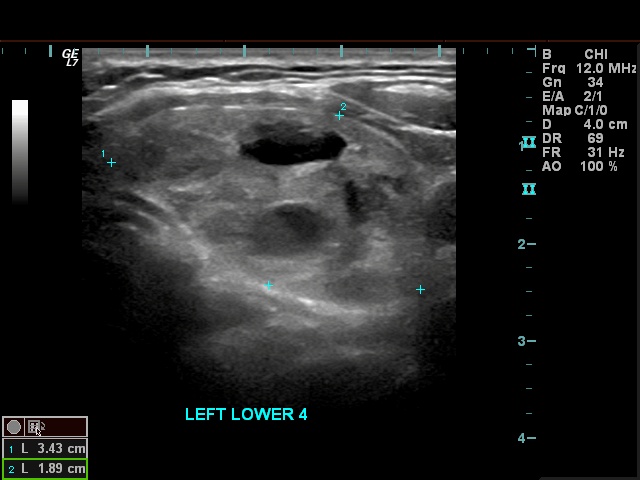 GE
L7
B CHI
Frq 12.0 MHz
Gn 34
E/A 2/1
Map C/1/0
D 4.0 cm
DR 69
FR 31 Hz
AO 100 %
2
1
1
2
3
4
LEFT LOWER 4
1 L 3.43 cm
2 L 1.89 cm